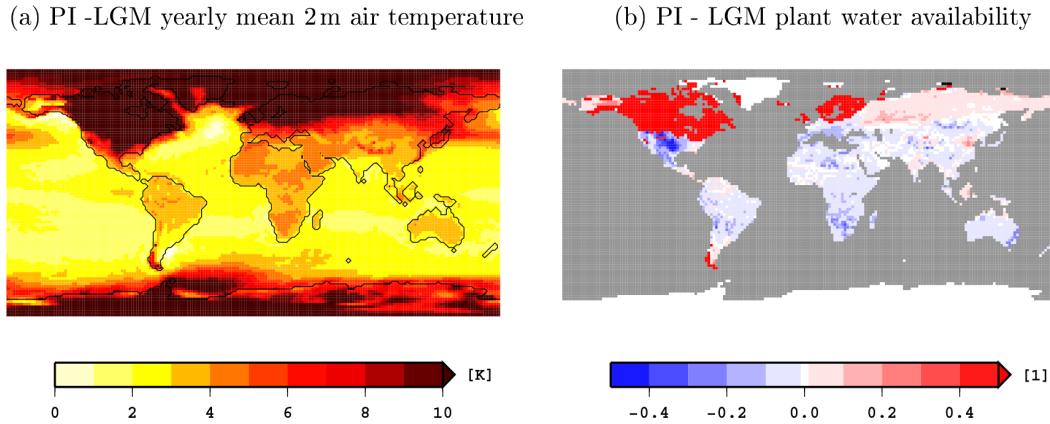 (a) PI -LGM yearly mean 2 m air temperature
(b) PI - LGM plant water availability
[K]
0 2 4 6 8 10
[1]
-0.4 -0.2 0.0 0.2 0.4